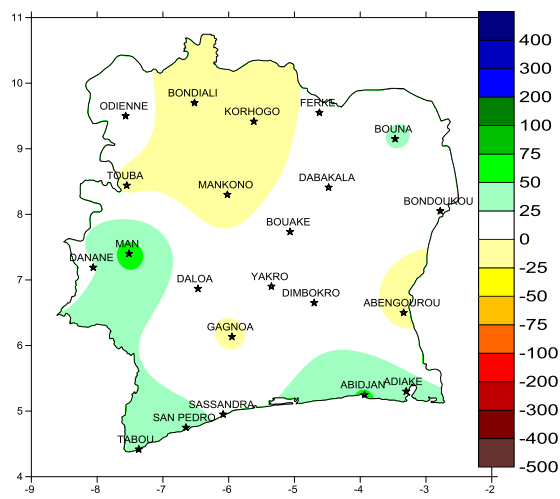 11
10
9
8
7
6
5
4
-9
-8
-7
-6
-5
-4
-3
-2
ODIENNE
BONDIALI
KORHOGO
FERKE
BOUNA
TOUBA
MANKONO
DABAKALA
BONDOUKOU
BOUAKE
MAN
DANANE
DALOA
YAKRO
DIMBOKRO
ABENGOUROU
GAGNOA
ABIDJAN
ADIAKE
SASSANDRA
SAN PEDRO
TABOU
400
300
200
100
75
50
25
0
-25
-50
-75
-100
-100
-200
-300
-400
-500